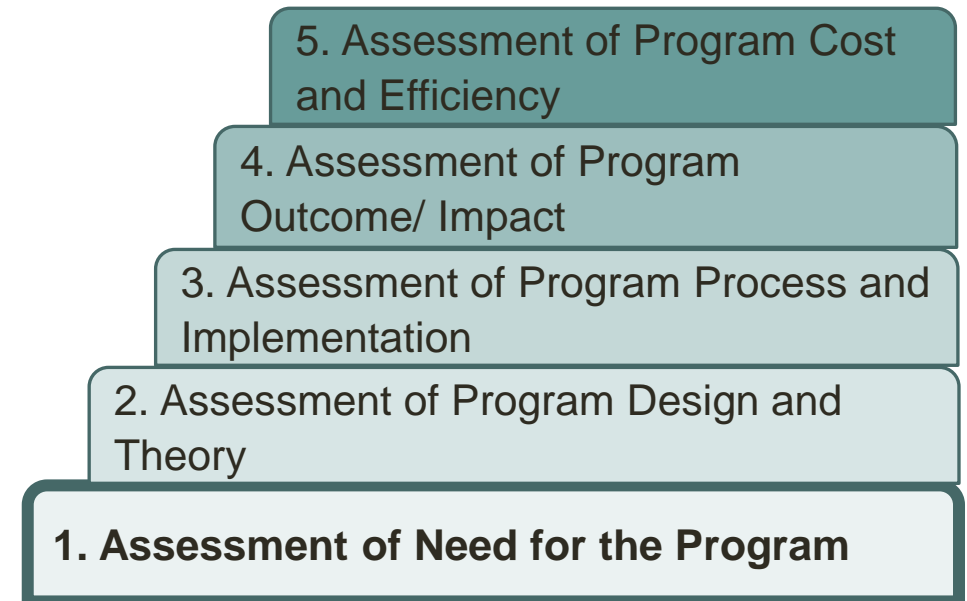 5. Assessment of Program Cost
and Efficiency
4. Assessment of Program
Outcome/ Impact
3. Assessment of Program Process and
Implementation
2. Assessment of Program Design and
Theory
1. Assessment of Need for the Program